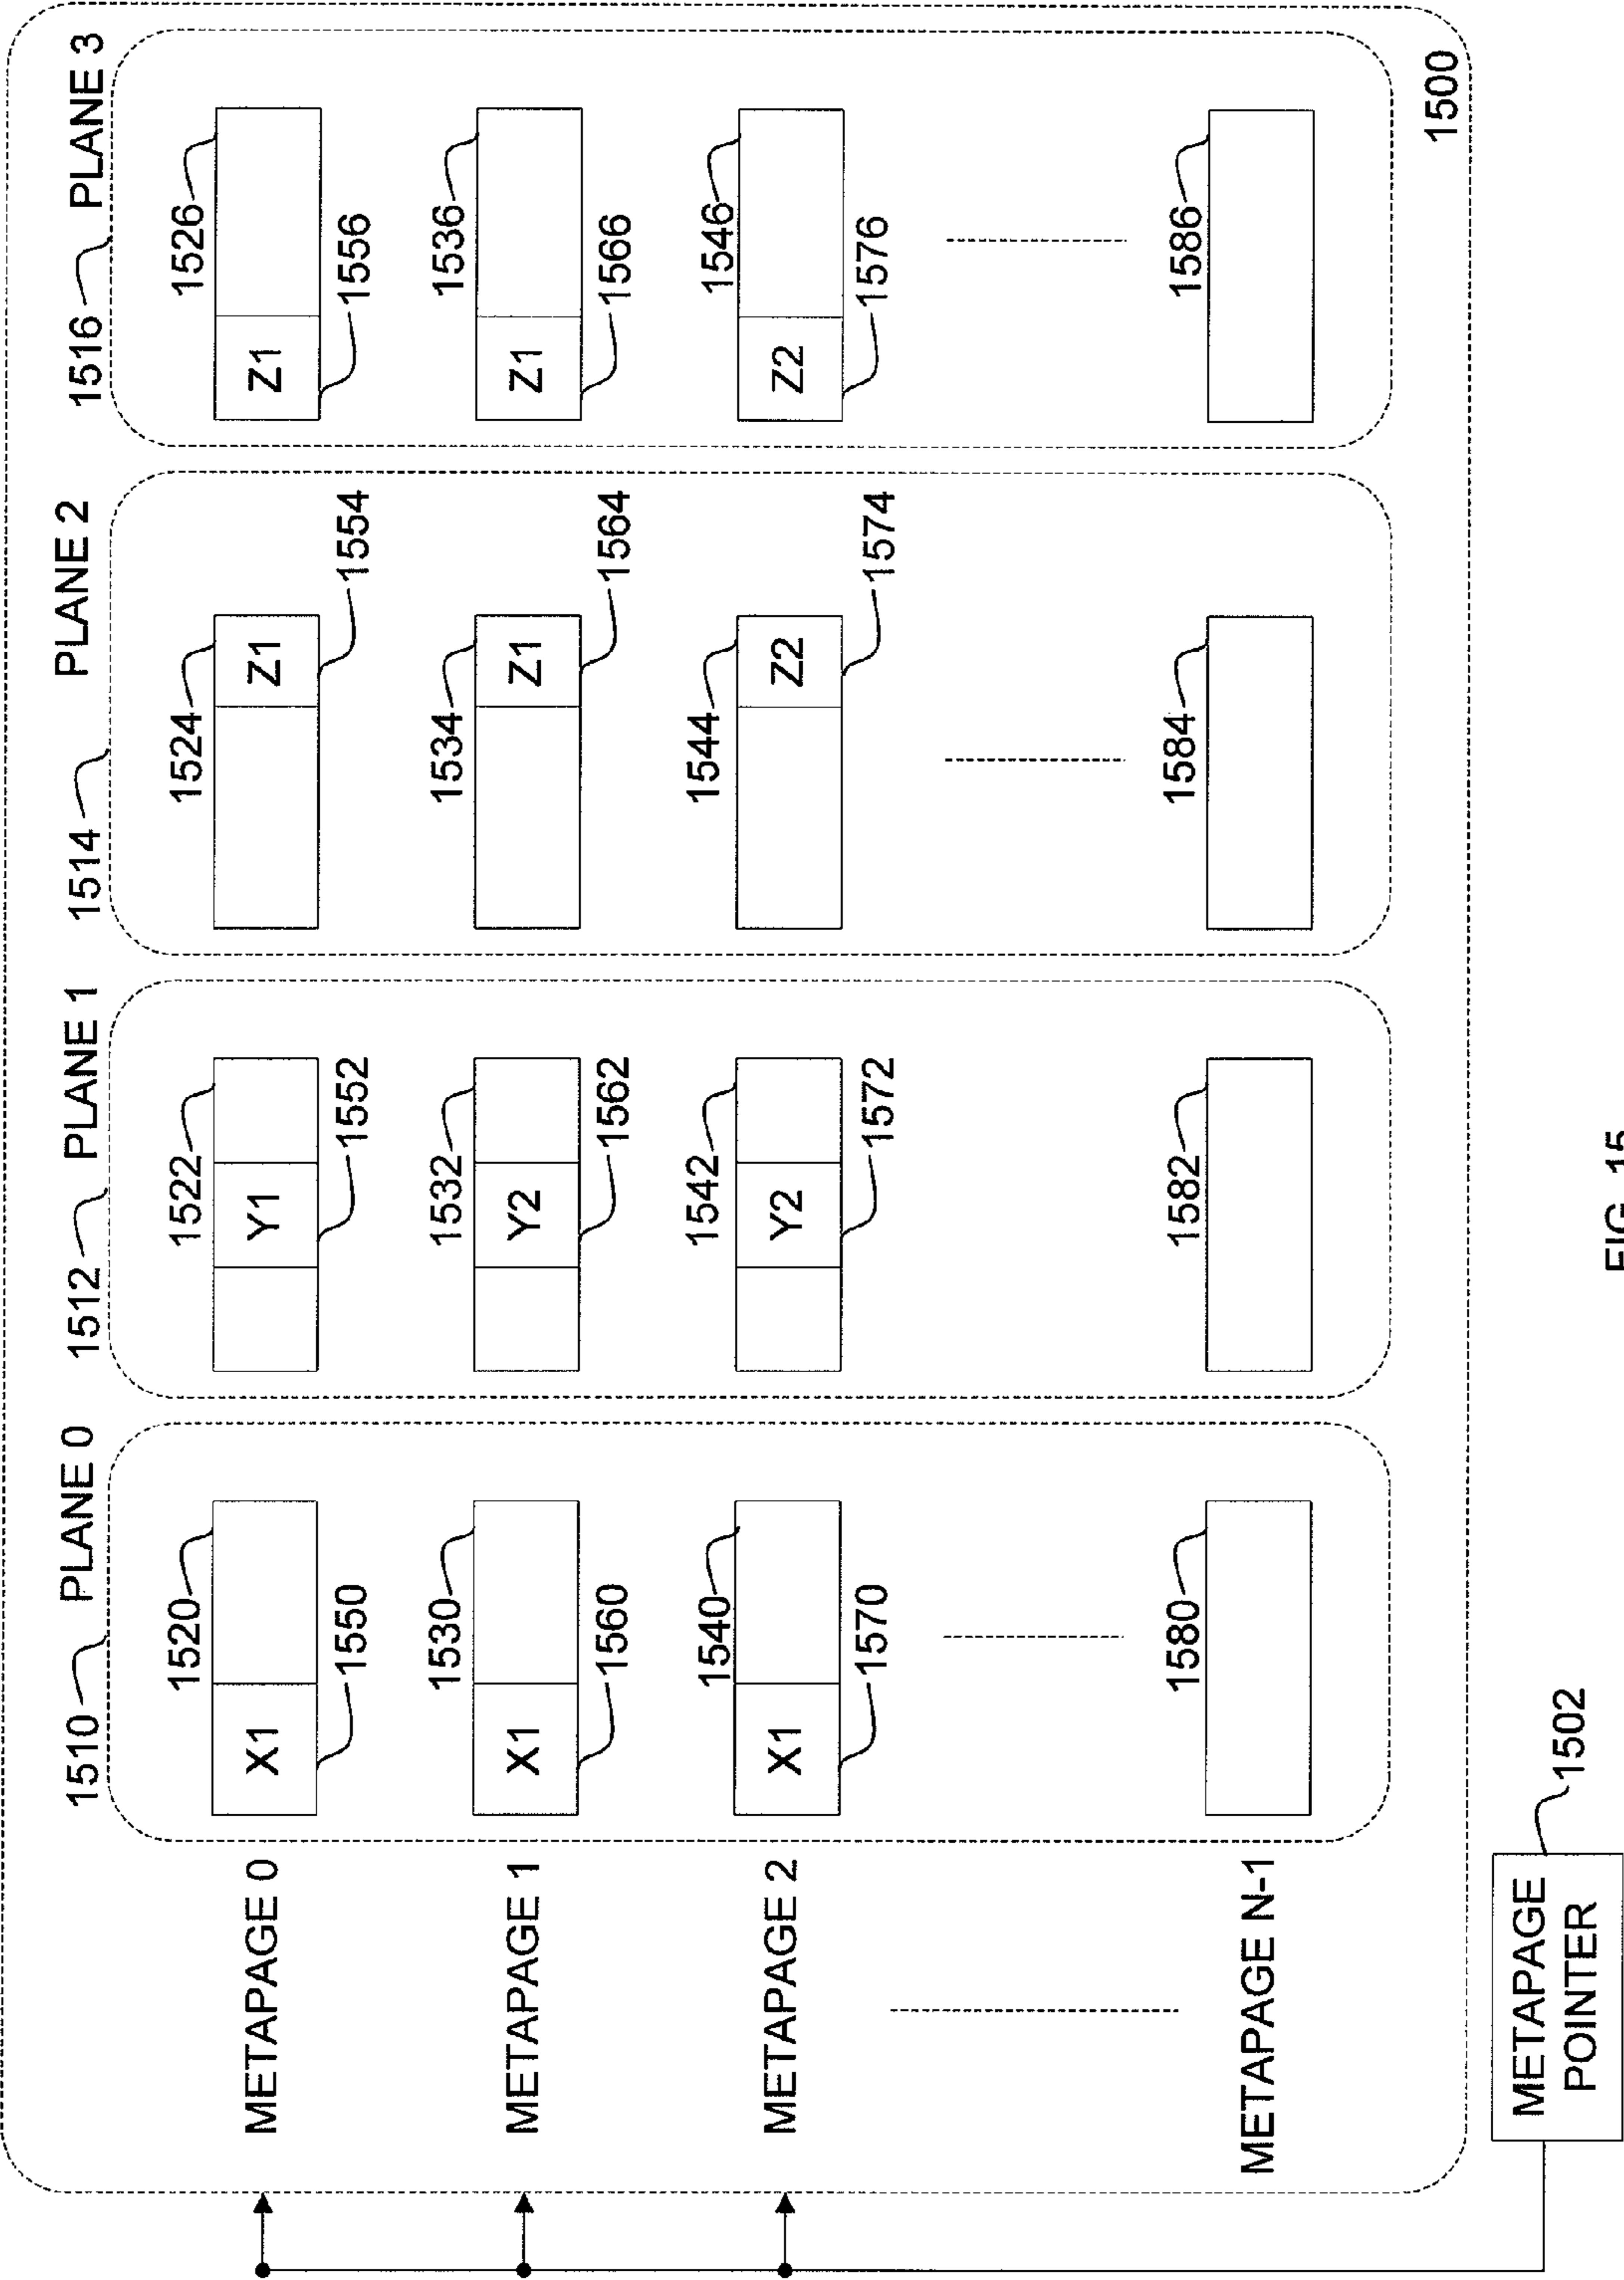 1510 PLANE 0
1512 PLANE 1
1514 PLANE 2
1516 PLANE 3
METAPAGE 0
1520
1522
1524
1526
X1
Y1
Z1
Z1
1550
1552
1554
1556
METAPAGE 1
1530
1532
1534
1536
X1
Y2
Z1
Z1
1560
1562
1564
1566
METAPAGE 2
1540
1542
1544
1546
X1
Y2
Z2
Z2
1570
1572
1574
1576
METAPAGE N-1
1580
1582
1584
1586
1500
METAPAGE
POINTER
1502
FIG. 15